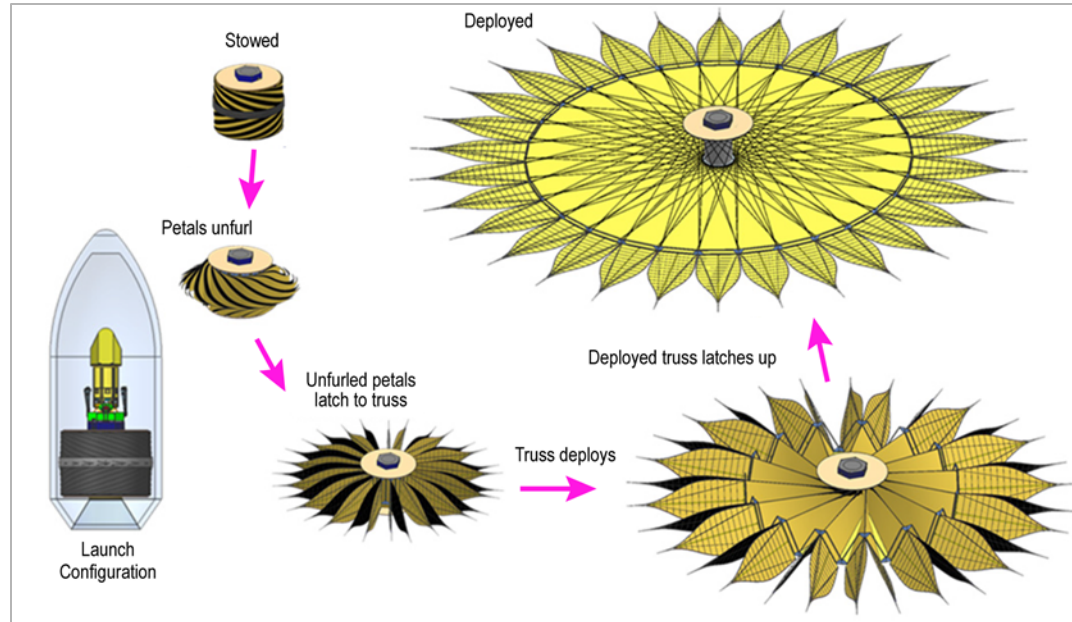 Stowed
Deployed
Petals unfurl
Unfurled petals
latch to truss
Truss deploys
Deployed truss latches up
Launch
Configuration